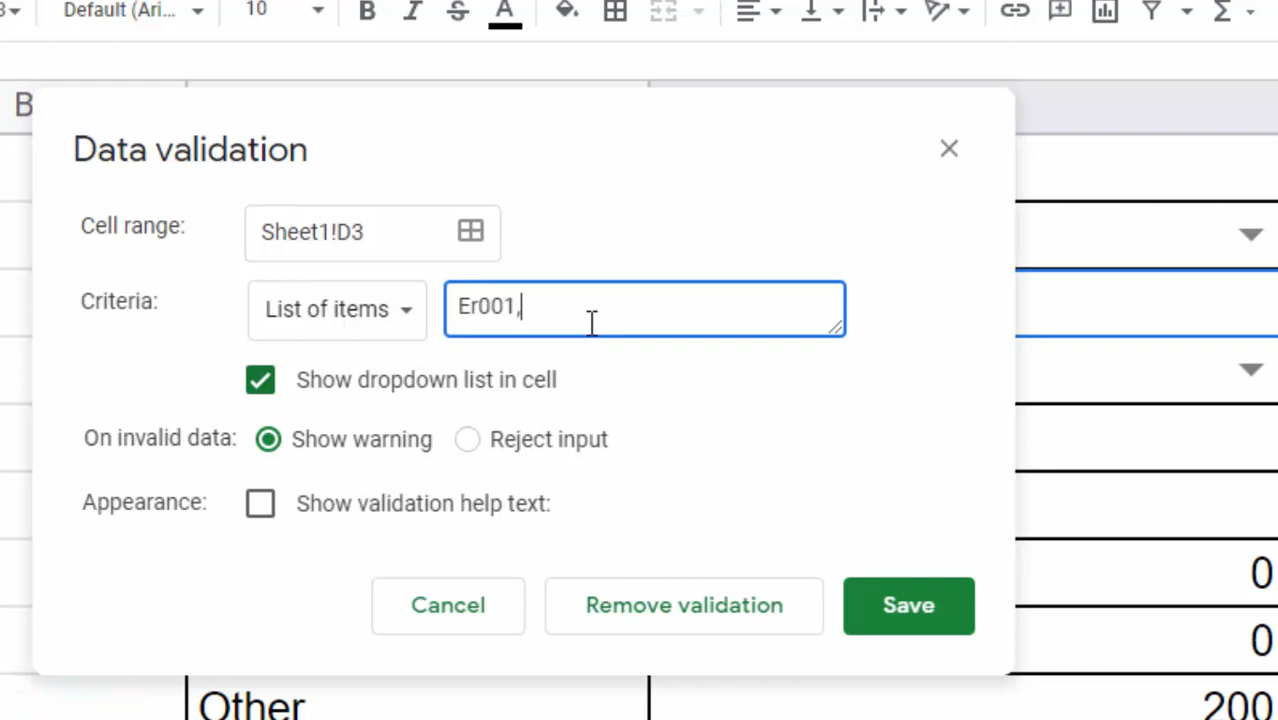 Default (Ari... 10 B I S A Σ
B
Data validation
Cell range: Sheet1!D3
Criteria: List of items Er001,
Show dropdown list in cell
On invalid data: Show warning Reject input
Appearance: Show validation help text:
0
Cancel Remove validation Save
0
Other 200